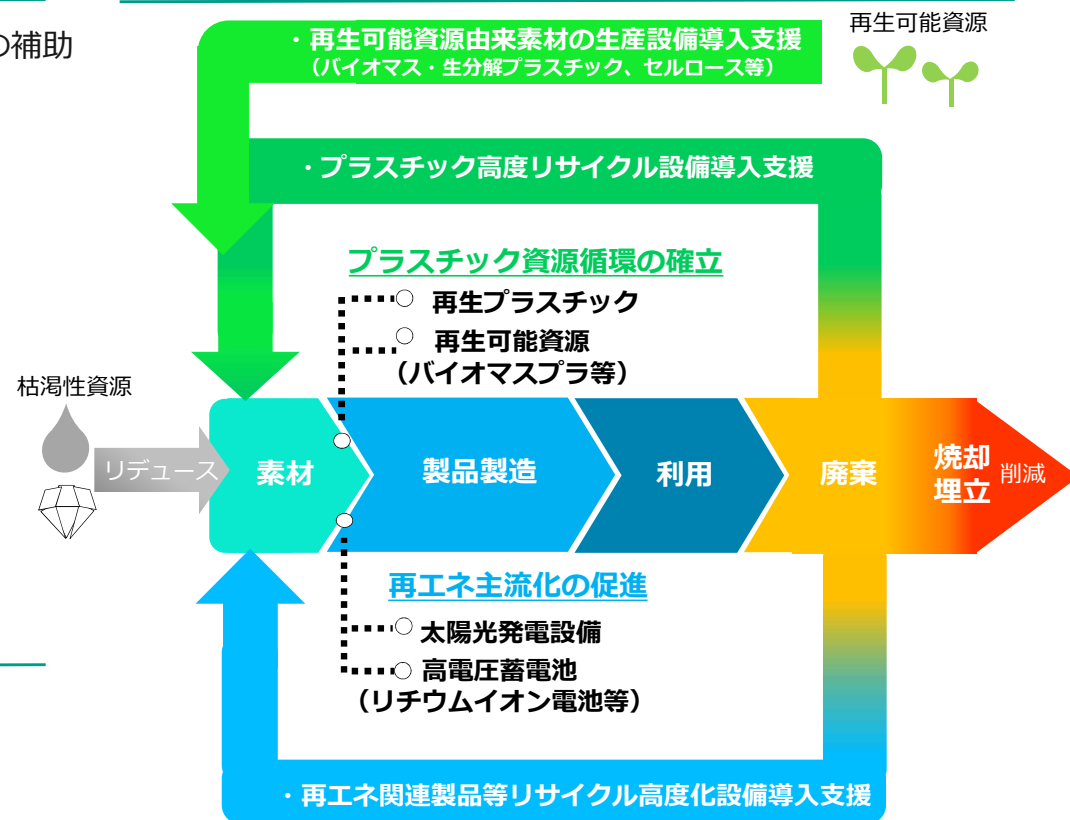 の補助
再生可能資源
・再生可能資源由来素材の生産設備導入支援
（バイオマス・生分解プラスチック、セルロース等）
・プラスチック高度リサイクル設備導入支援
プラスチック資源循環の確立
再生プラスチック
再生可能資源
（バイオマスプラ等）
枯渇性資源
リデュース
素材
製品製造
利用
廃棄
焼却
埋立
削減
再エネ主流化の促進
太陽光発電設備
高電圧蓄電池
（リチウムイオン電池等）
・再エネ関連製品等リサイクル高度化設備導入支援